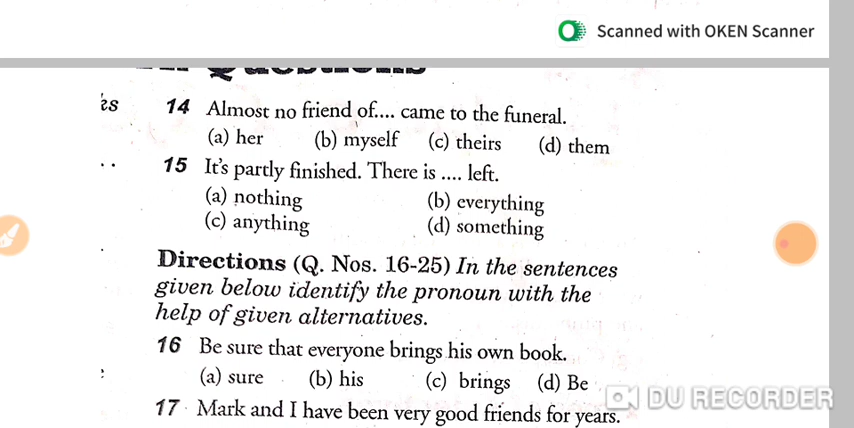 Scanned with OKEN Scanner
Questions
14 Almost no friend of.... came to the funeral.
(a) her (b) myself (c) theirs (d) them
15 It's partly finished. There is .... left.
(a) nothing (b) everything
(c) anything (d) something
Directions (Q. Nos. 16-25) In the sentences
given below identify the pronoun with the
help of given alternatives.
16 Be sure that everyone brings his own book.
(a) sure (b) his (c) brings (d) Be
DU RECORDER
17 Mark and I have been very good friends for years.